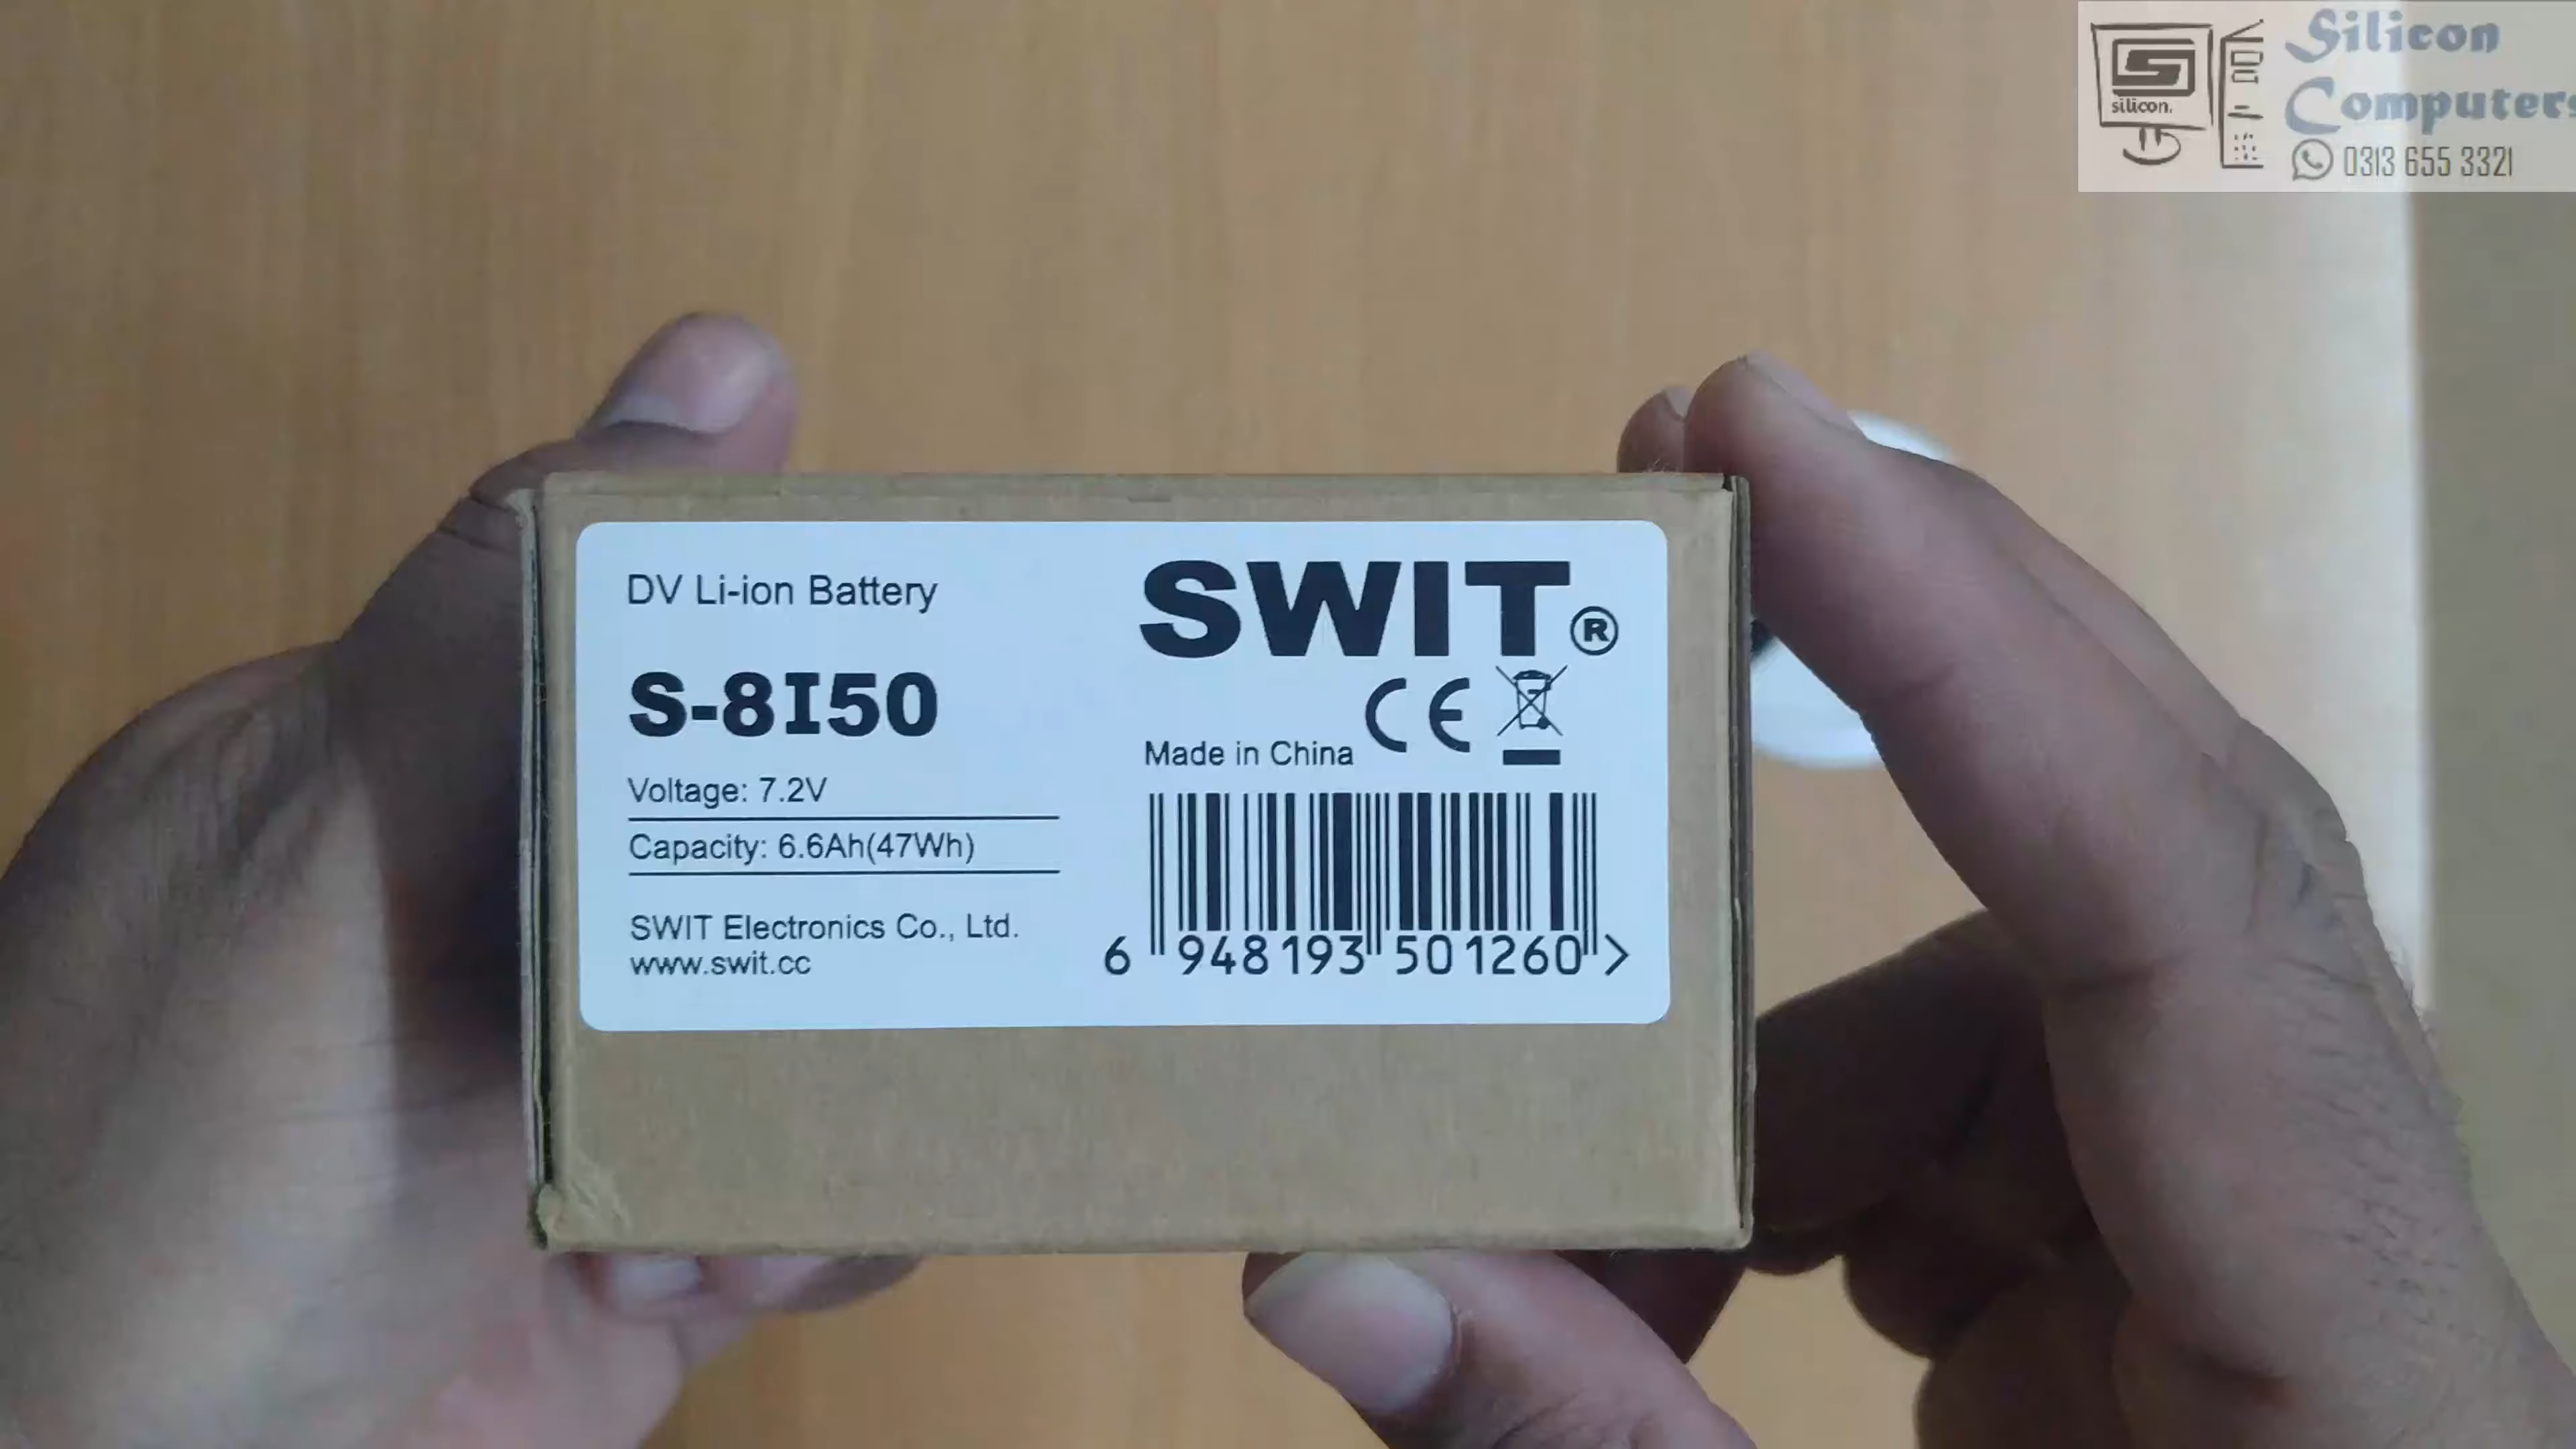 Silicon
Computers
silicon.
0313 655 3321
DV Li-ion Battery
S-8I50
Voltage: 7.2V
Capacity: 6.6Ah(47Wh)
SWIT Electronics Co., Ltd.
www.swit.cc
SWIT®
CE
Made in China
6 948193 501260 >